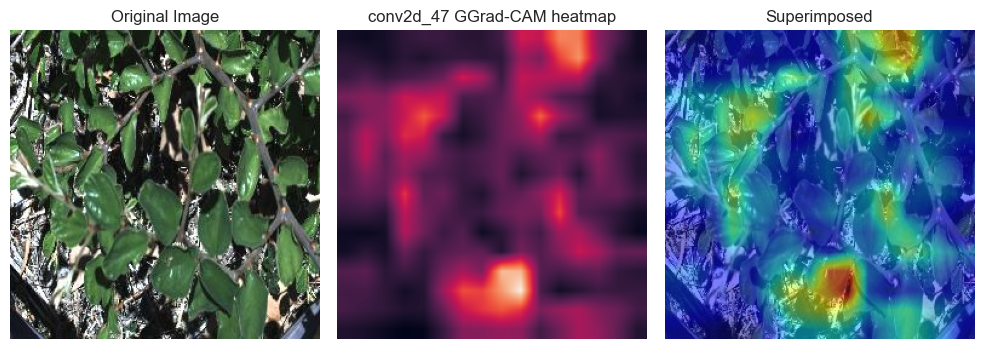 Original Image
conv2d_47 GGrad-CAM heatmap
Superimposed